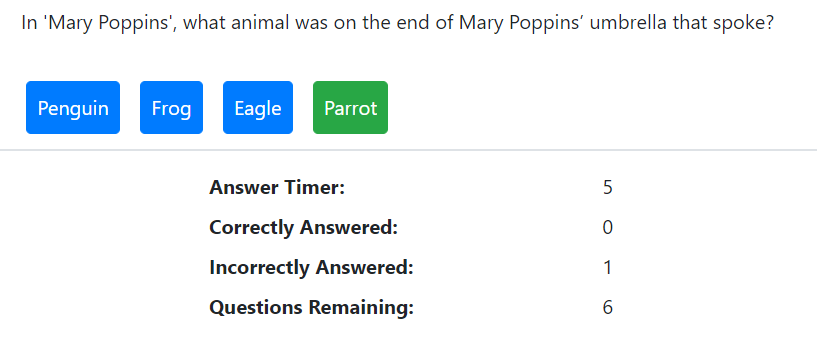 In 'Mary Poppins', what animal was on the end of Mary Poppins’ umbrella that spoke?
Penguin Frog Eagle Parrot
Answer Timer: 5
Correctly Answered: 0
Incorrectly Answered: 1
Questions Remaining: 6